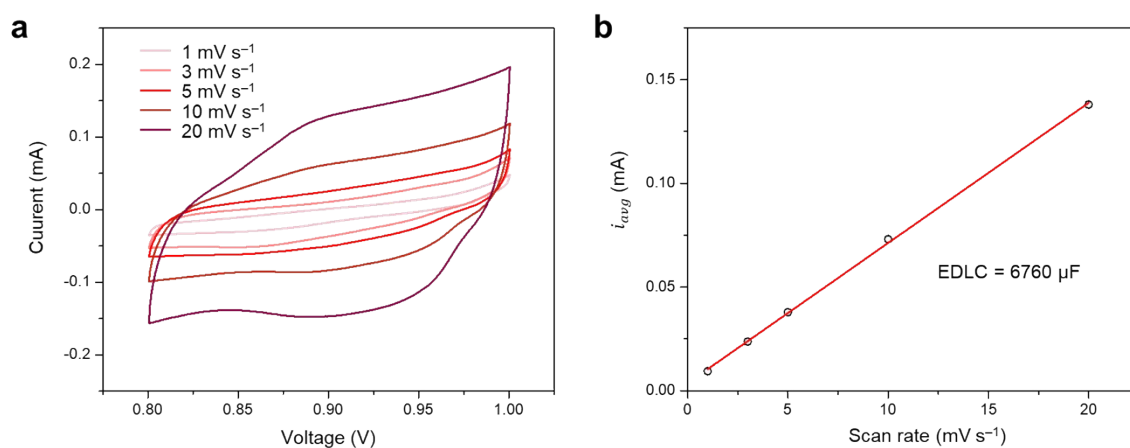 a
1 mV s⁻¹
3 mV s⁻¹
5 mV s⁻¹
10 mV s⁻¹
20 mV s⁻¹
0.2
0.1
0.0
-0.1
-0.2
Cuurent (mA)
0.80
0.85
0.90
0.95
1.00
Voltage (V)
b
0.15
0.10
0.05
0.00
i_avg (mA)
EDLC = 6760 µF
0
5
10
15
20
Scan rate (mV s⁻¹)